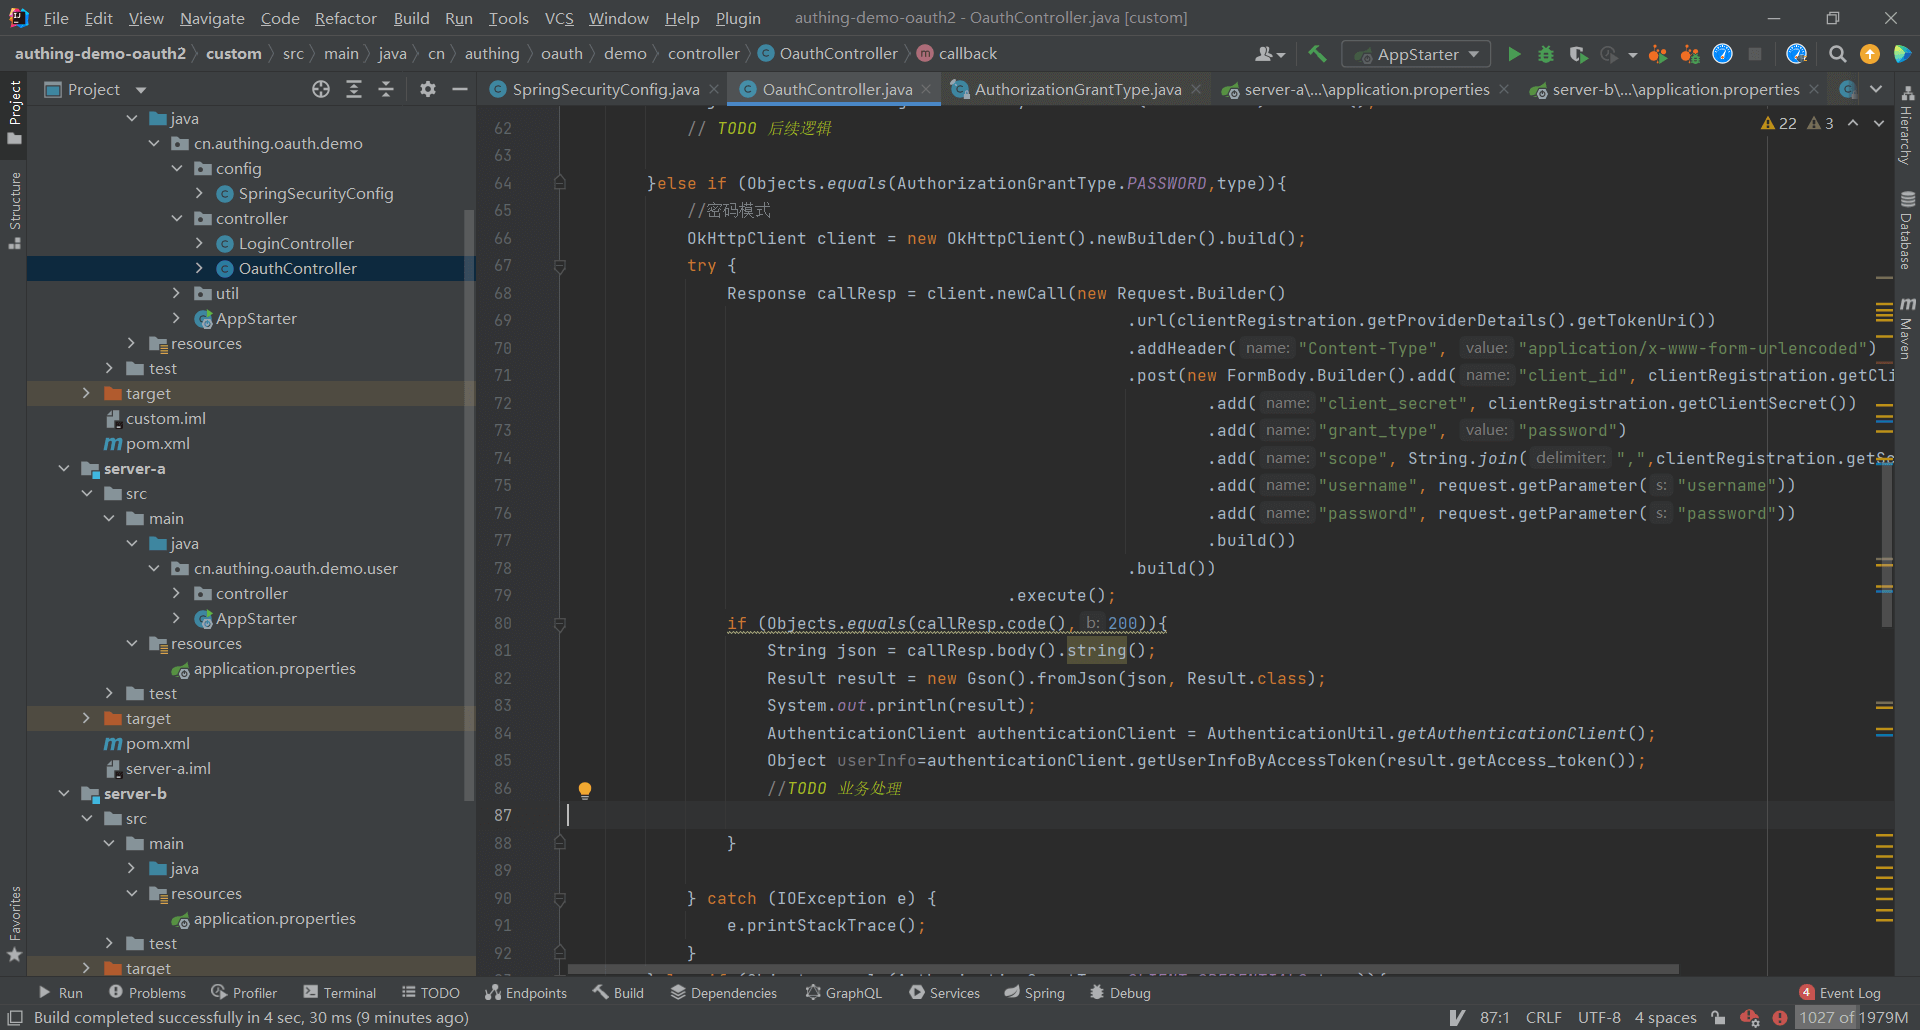 File Edit View Navigate Code Refactor Build Run Tools VCS Window Help Plugin authing-demo-oauth2 - OauthController.java [custom]
authing-demo-oauth2 custom src main java cn authing oauth demo controller OauthController callback AppStarter
Project
SpringSecurityConfig.java OauthController.java AuthorizationGrantType.java server-a\...\application.properties server-b\...\application.properties
22 3
Project
Structure
Favorites
Hierarchy
Database
Maven
java
cn.authing.oauth.demo
config
SpringSecurityConfig
controller
LoginController
OauthController
util
AppStarter
resources
test
target
custom.iml
pom.xml
server-a
src
main
java
cn.authing.oauth.demo.user
controller
AppStarter
resources
application.properties
test
target
pom.xml
server-a.iml
server-b
src
main
java
resources
application.properties
test
target
62 // TODO 后续逻辑
63
64 }else if (Objects.equals(AuthorizationGrantType.PASSWORD,type)){
65 //密码模式
66 OkHttpClient client = new OkHttpClient().newBuilder().build();
67 try {
68 Response callResp = client.newCall(new Request.Builder()
69 .url(clientRegistration.getProviderDetails().getTokenUri())
70 .addHeader( name: "Content-Type", value: "application/x-www-form-urlencoded")
71 .post(new FormBody.Builder().add( name: "client_id", clientRegistration.getCli
72 .add( name: "client_secret", clientRegistration.getClientSecret())
73 .add( name: "grant_type", value: "password")
74 .add( name: "scope", String.join( delimiter: ",",clientRegistration.getSc
75 .add( name: "username", request.getParameter( s: "username"))
76 .add( name: "password", request.getParameter( s: "password"))
77 .build())
78 .build())
79 .execute();
80 if (Objects.equals(callResp.code(), b: 200)){
81 String json = callResp.body().string();
82 Result result = new Gson().fromJson(json, Result.class);
83 System.out.println(result);
84 AuthenticationClient authenticationClient = AuthenticationUtil.getAuthenticationClient();
85 Object userInfo=authenticationClient.getUserInfoByAccessToken(result.getAccess_token());
86 //TODO 业务处理
87
88 }
89
90 } catch (IOException e) {
91 e.printStackTrace();
92 }
Run Problems Profiler Terminal TODO Endpoints Build Dependencies GraphQL Services Spring Debug 4 Event Log
Build completed successfully in 4 sec, 30 ms (9 minutes ago) 87:1 CRLF UTF-8 4 spaces 1027 of 1979M